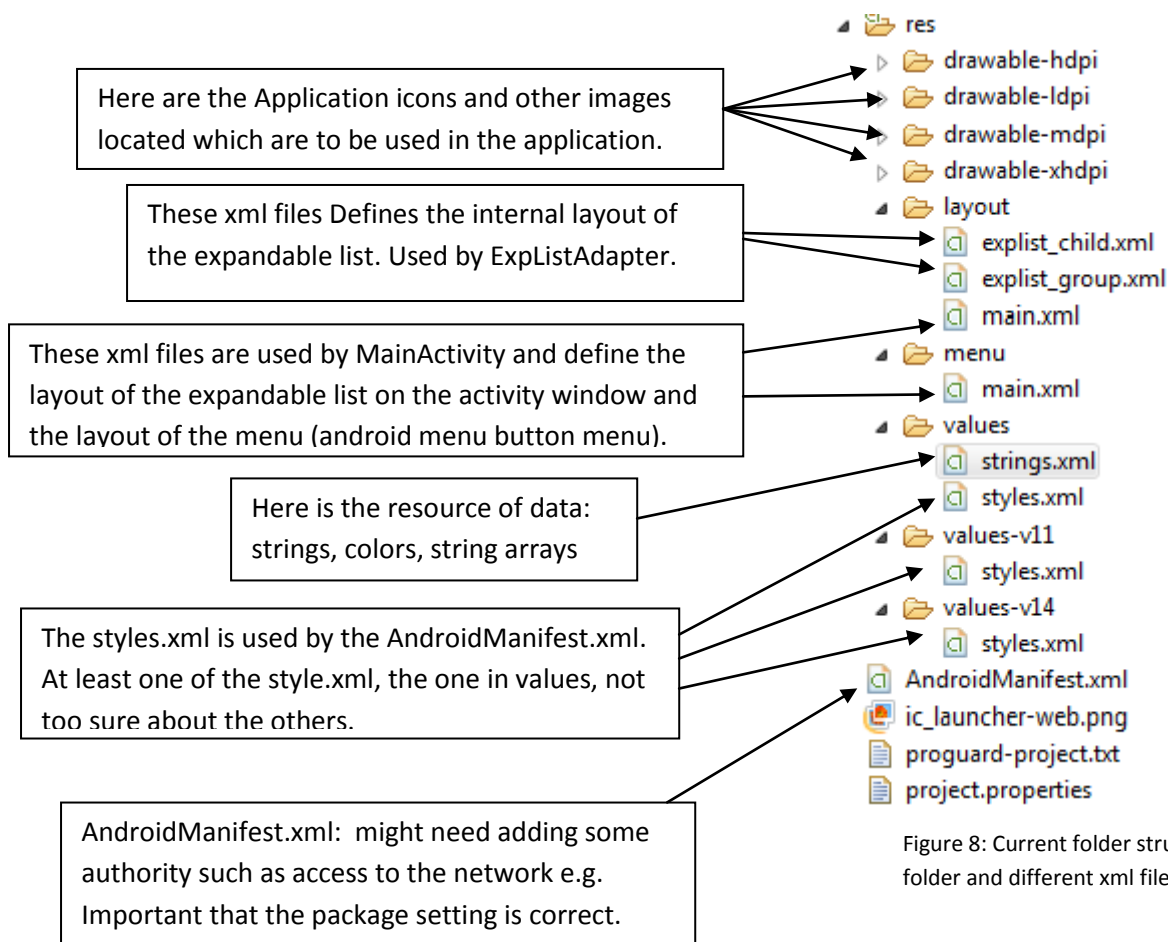 res
drawable-hdpi
drawable-ldpi
drawable-mdpi
drawable-xhdpi
layout
explist_child.xml
explist_group.xml
main.xml
menu
main.xml
values
strings.xml
styles.xml
values-v11
styles.xml
values-v14
styles.xml
AndroidManifest.xml
ic_launcher-web.png
proguard-project.txt
project.properties
Here are the Application icons and other images
located which are to be used in the application.
These xml files Defines the internal layout of
the expandable list. Used by ExpListAdapter.
These xml files are used by MainActivity and define the
layout of the expandable list on the activity window and
the layout of the menu (android menu button menu).
Here is the resource of data:
strings, colors, string arrays
The styles.xml is used by the AndroidManifest.xml.
At least one of the style.xml, the one in values, not
too sure about the others.
AndroidManifest.xml: might need adding some
authority such as access to the network e.g.
Important that the package setting is correct.
Figure 8: Current folder stru
folder and different xml file